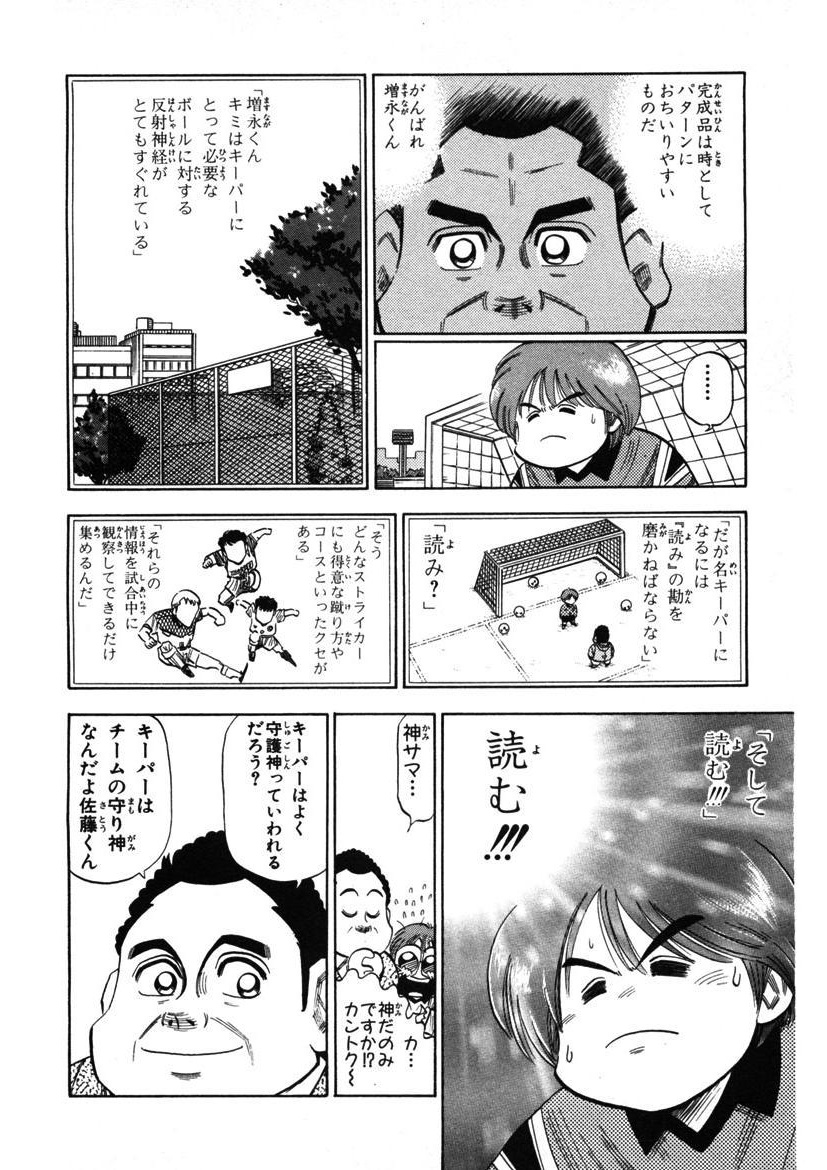 完成品は時として
パターンに
おちいりやすい
ものだ
がんばれ
増永くん
……
「増永くん
キミはキーパーに
とって必要な
ボールに対する
反射神経が
とてもすぐれている」
「だが名キーパーに
なるには
『読み』の勘を
磨かねばならない」
「読み?」
「そう
どんなストライカー
にも得意な蹴り方や
コースといったクセが
ある」
「それらの
情報を試合中に
観察してできるだけ
集めるんだ」
「そして
読む!!!」
読む!!!
神サマ…
カ…
神だのみ
ですか!?
カントク〜
キーパーはよく
守護神っていわれる
だろう?
キーパーは
チームの守り神
なんだよ佐藤くん